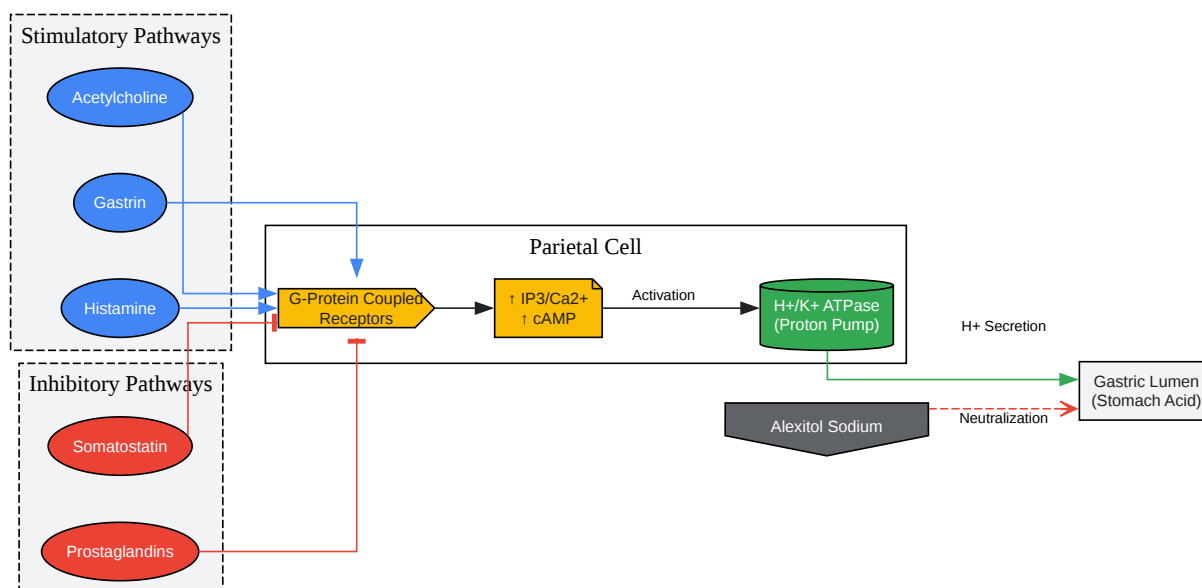 Stimulatory Pathways
Acetylcholine
Gastrin
Histamine
Parietal Cell
G-Protein Coupled
Receptors
↑ IP3/Ca2+
↑ cAMP
Activation
H+/K+ ATPase
(Proton Pump)
H+ Secretion
Gastric Lumen
(Stomach Acid)
Alexitol Sodium
Neutralization
Inhibitory Pathways
Somatostatin
Prostaglandins